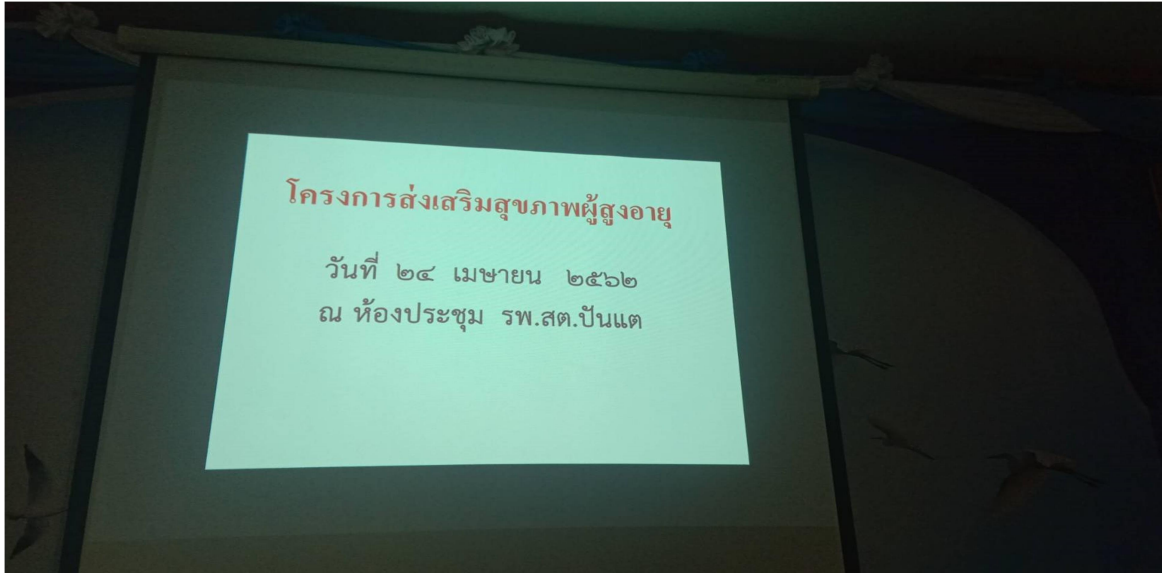 โครงการส่งเสริมสุขภาพผู้สูงอายุ
วันที่ ๒๔ เมษายน ๒๕๖๒
ณ ห้องประชุม รพ.สต.ปันแต